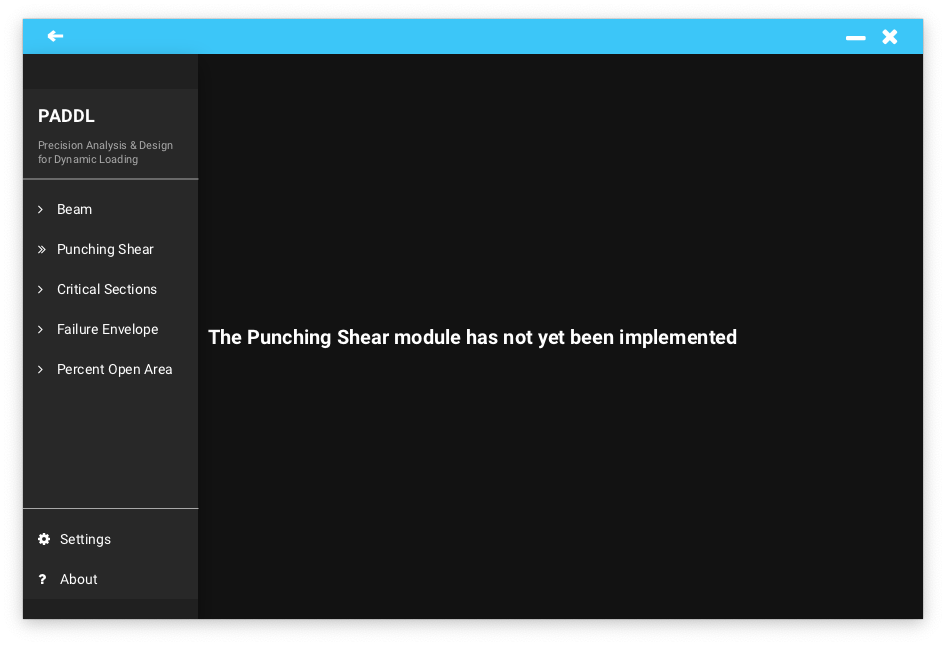 PADDL
Precision Analysis & Design
for Dynamic Loading
Beam
Punching Shear
Critical Sections
Failure Envelope
Percent Open Area
The Punching Shear module has not yet been implemented
Settings
About